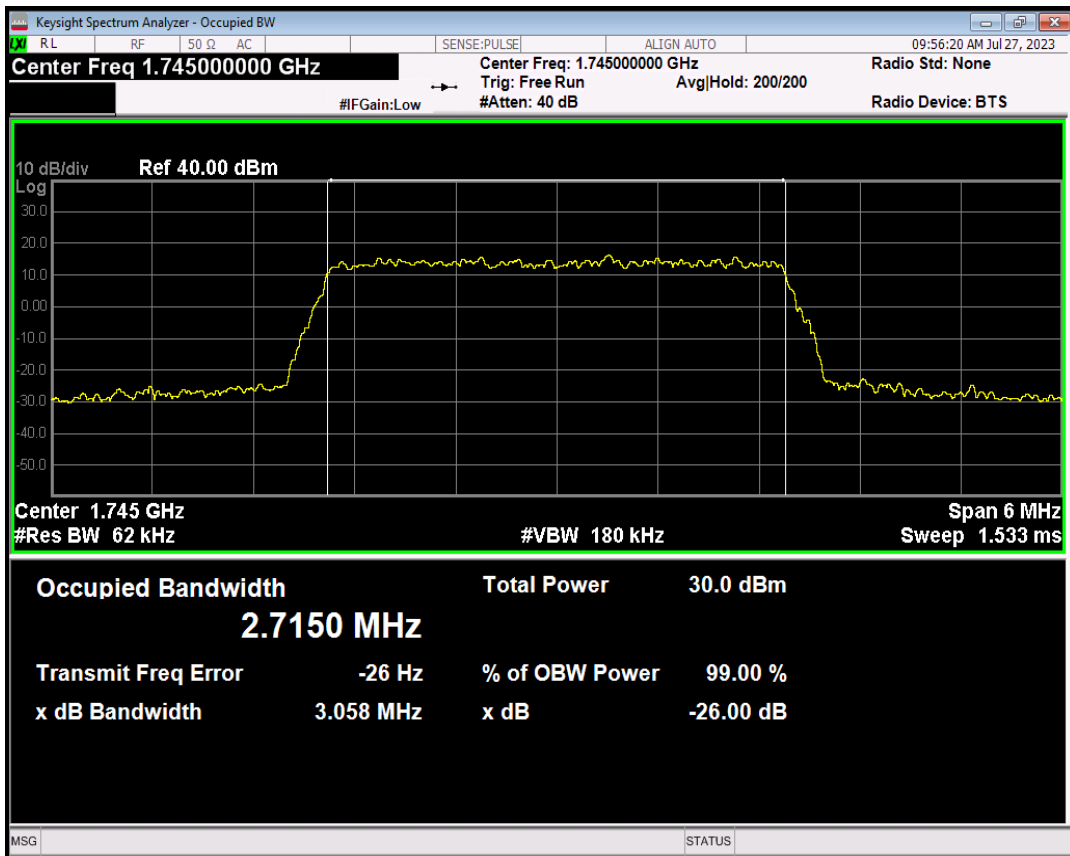 Keysight Spectrum Analyzer - Occupied BW
LXI RL RF 50 Ω AC SENSE:PULSE ALIGN AUTO 09:56:20 AM Jul 27, 2023
Center Freq 1.745000000 GHz Center Freq: 1.745000000 GHz Radio Std: None
Trig: Free Run Avg|Hold: 200/200
#IFGain:Low #Atten: 40 dB Radio Device: BTS
10 dB/div Ref 40.00 dBm
Log
30.0
20.0
10.0
0.00
-10.0
-20.0
-30.0
-40.0
-50.0
Center 1.745 GHz Span 6 MHz
#Res BW 62 kHz #VBW 180 kHz Sweep 1.533 ms
Occupied Bandwidth Total Power 30.0 dBm
2.7150 MHz
Transmit Freq Error -26 Hz % of OBW Power 99.00 %
x dB Bandwidth 3.058 MHz x dB -26.00 dB
MSG STATUS